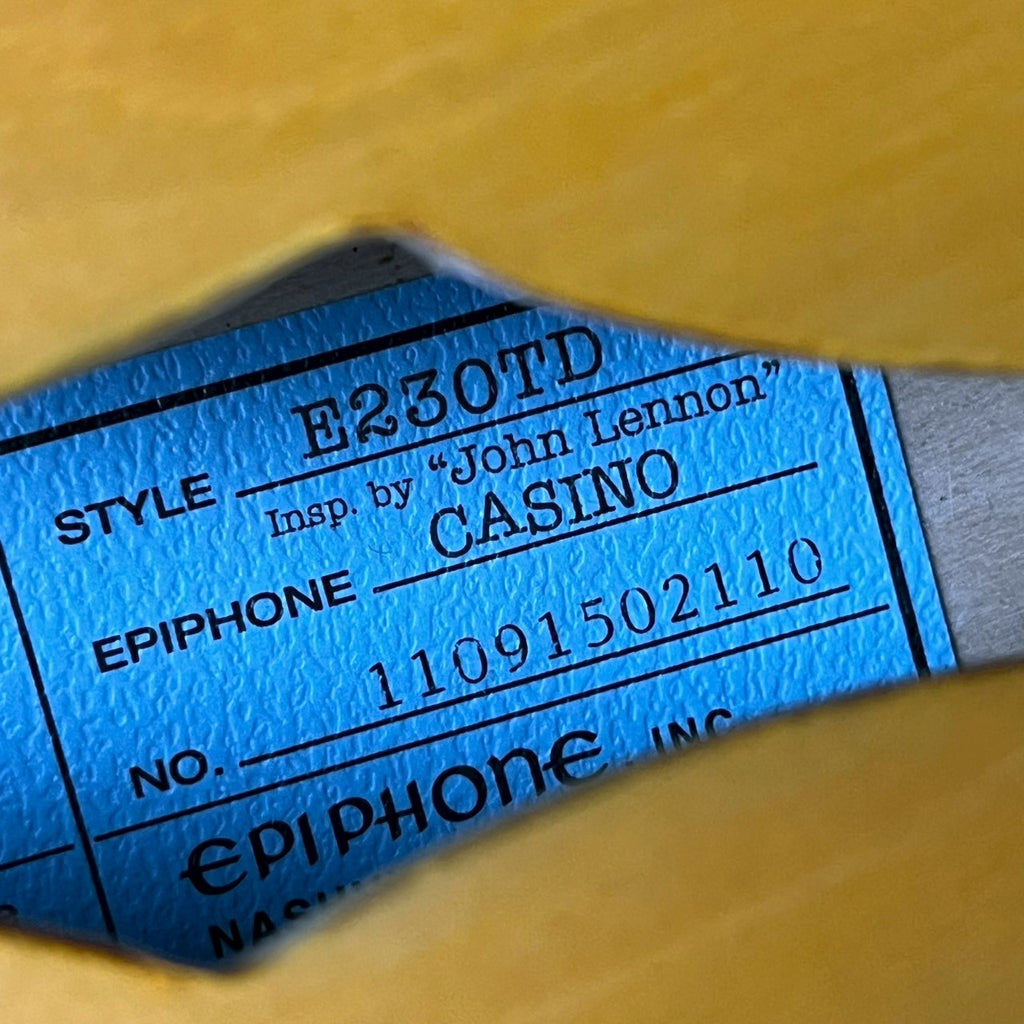 STYLE E230TD
Insp. by “John Lennon”
EPIPHONE CASINO
NO. 11091502110
EPIPHONE INC